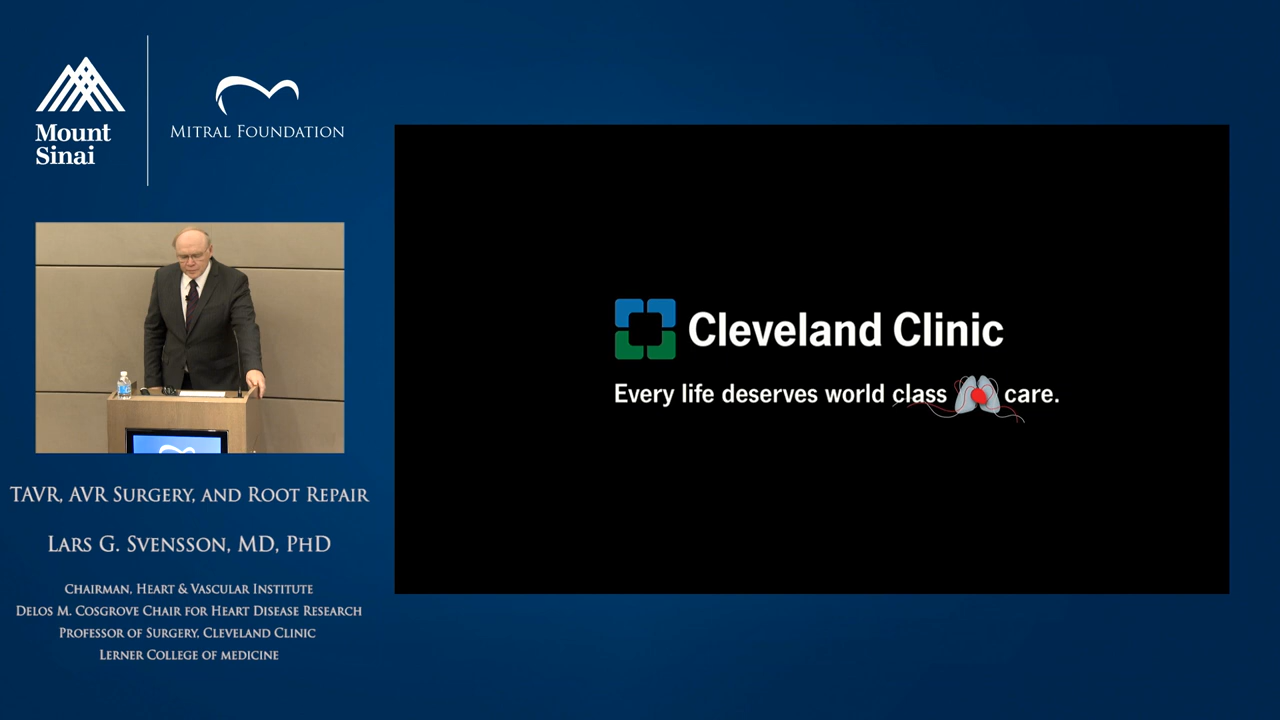 Mount
Sinai
MITRAL FOUNDATION
TAVR, AVR SURGERY, AND ROOT REPAIR
LARS G. SVENSSON, MD, PHD
CHAIRMAN, HEART & VASCULAR INSTITUTE
DELOS M. COSGROVE CHAIR FOR HEART DISEASE RESEARCH
PROFESSOR OF SURGERY, CLEVELAND CLINIC
LERNER COLLEGE OF MEDICINE
Cleveland Clinic
Every life deserves world class care.